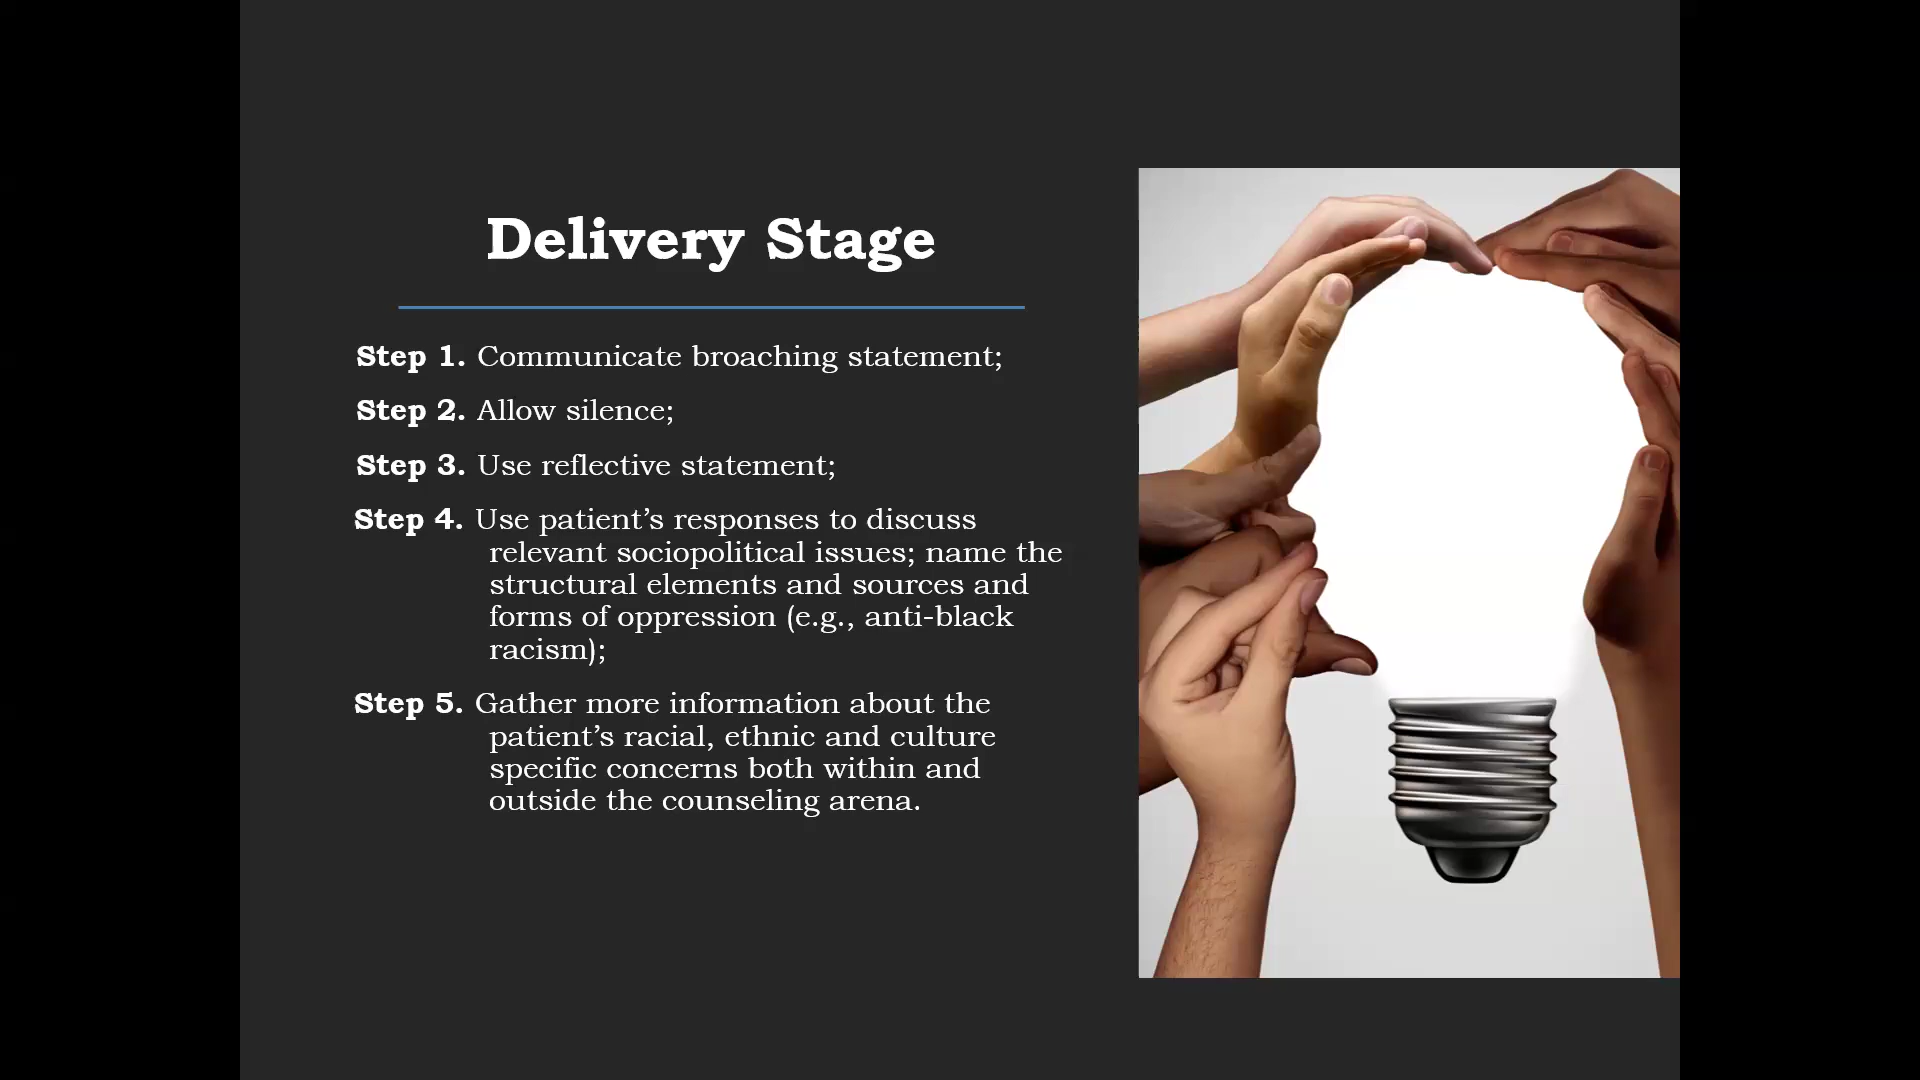 Delivery Stage
Step 1. Communicate broaching statement;
Step 2. Allow silence;
Step 3. Use reflective statement;
Step 4. Use patient’s responses to discuss
relevant sociopolitical issues; name the
structural elements and sources and
forms of oppression (e.g., anti-black
racism);
Step 5. Gather more information about the
patient’s racial, ethnic and culture
specific concerns both within and
outside the counseling arena.